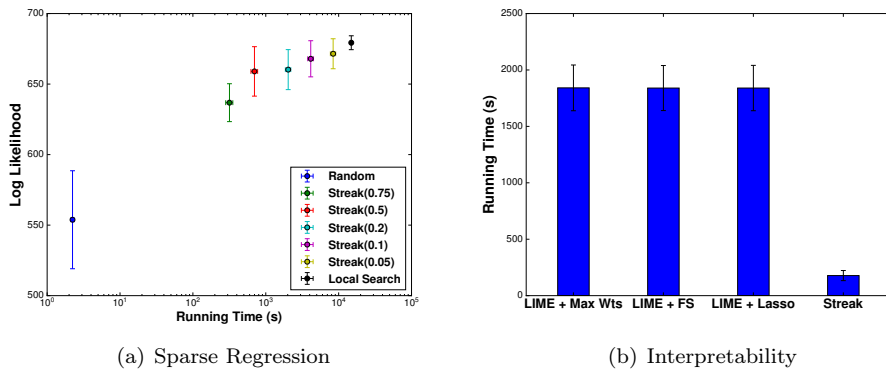 700
650
600
550
500
Log Likelihood
10^0
10^1
10^2
10^3
10^4
10^5
Running Time (s)
Random
Streak(0.75)
Streak(0.5)
Streak(0.2)
Streak(0.1)
Streak(0.05)
Local Search
(a) Sparse Regression
2500
2000
1500
1000
500
0
Running Time (s)
LIME + Max Wts
LIME + FS
LIME + Lasso
Streak
(b) Interpretability